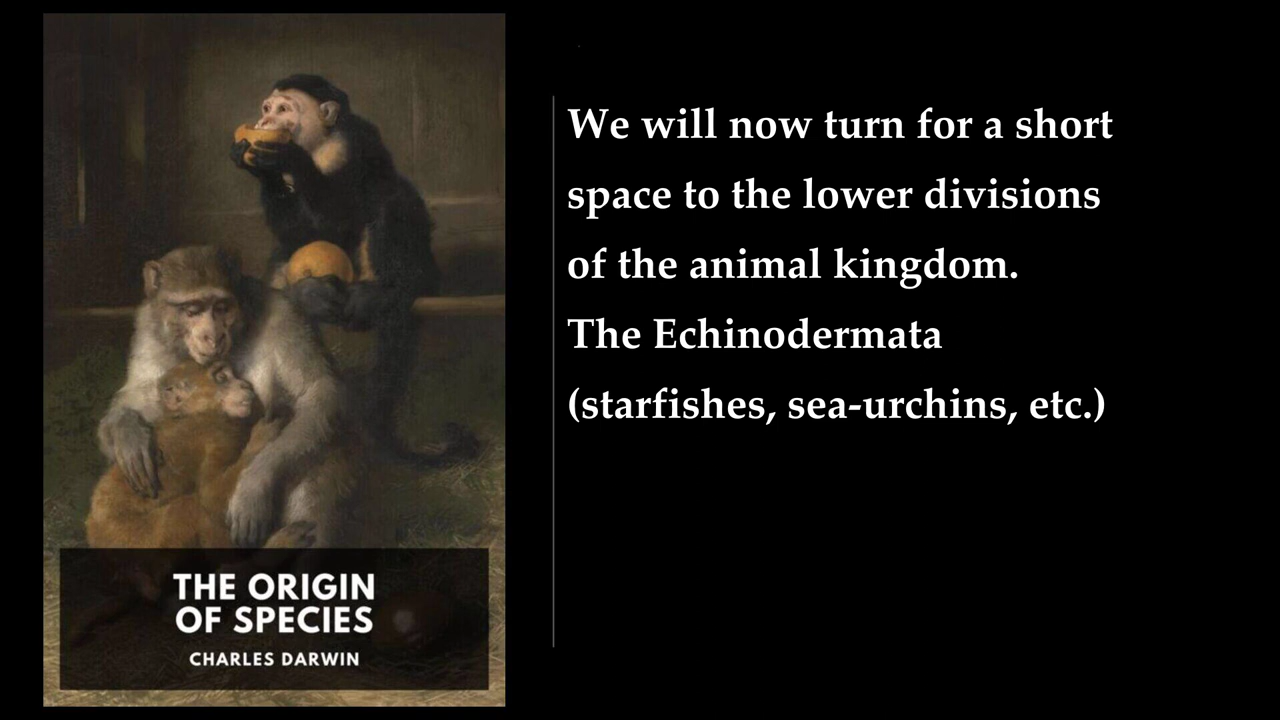 THE ORIGIN
OF SPECIES
CHARLES DARWIN
We will now turn for a short
space to the lower divisions
of the animal kingdom.
The Echinodermata
(starfishes, sea-urchins, etc.)